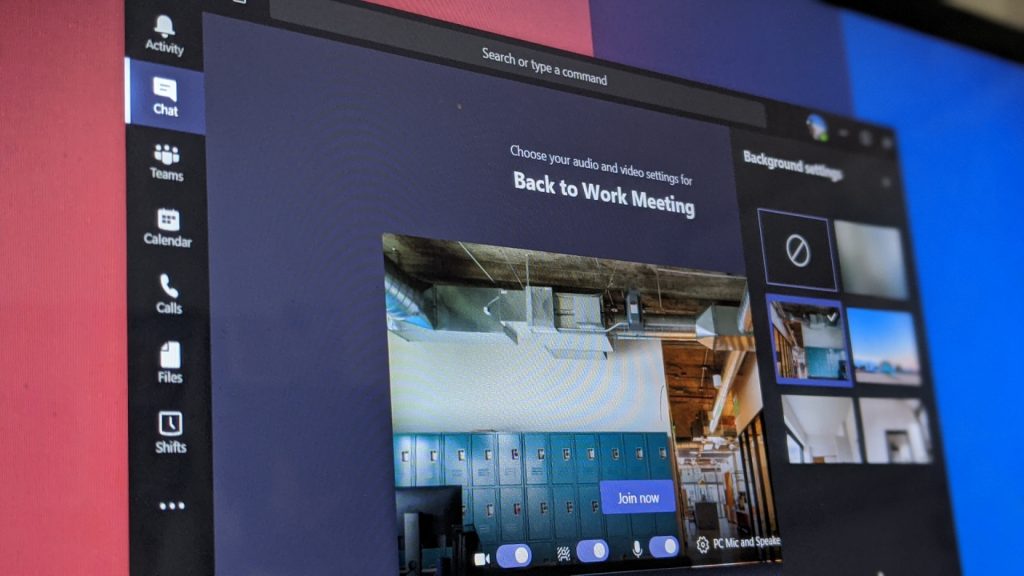 Search or type a command
Activity
Chat
Teams
Calendar
Calls
Files
Shifts
Choose your audio and video settings for
Back to Work Meeting
Join now
PC Mic and Speake
Background settings